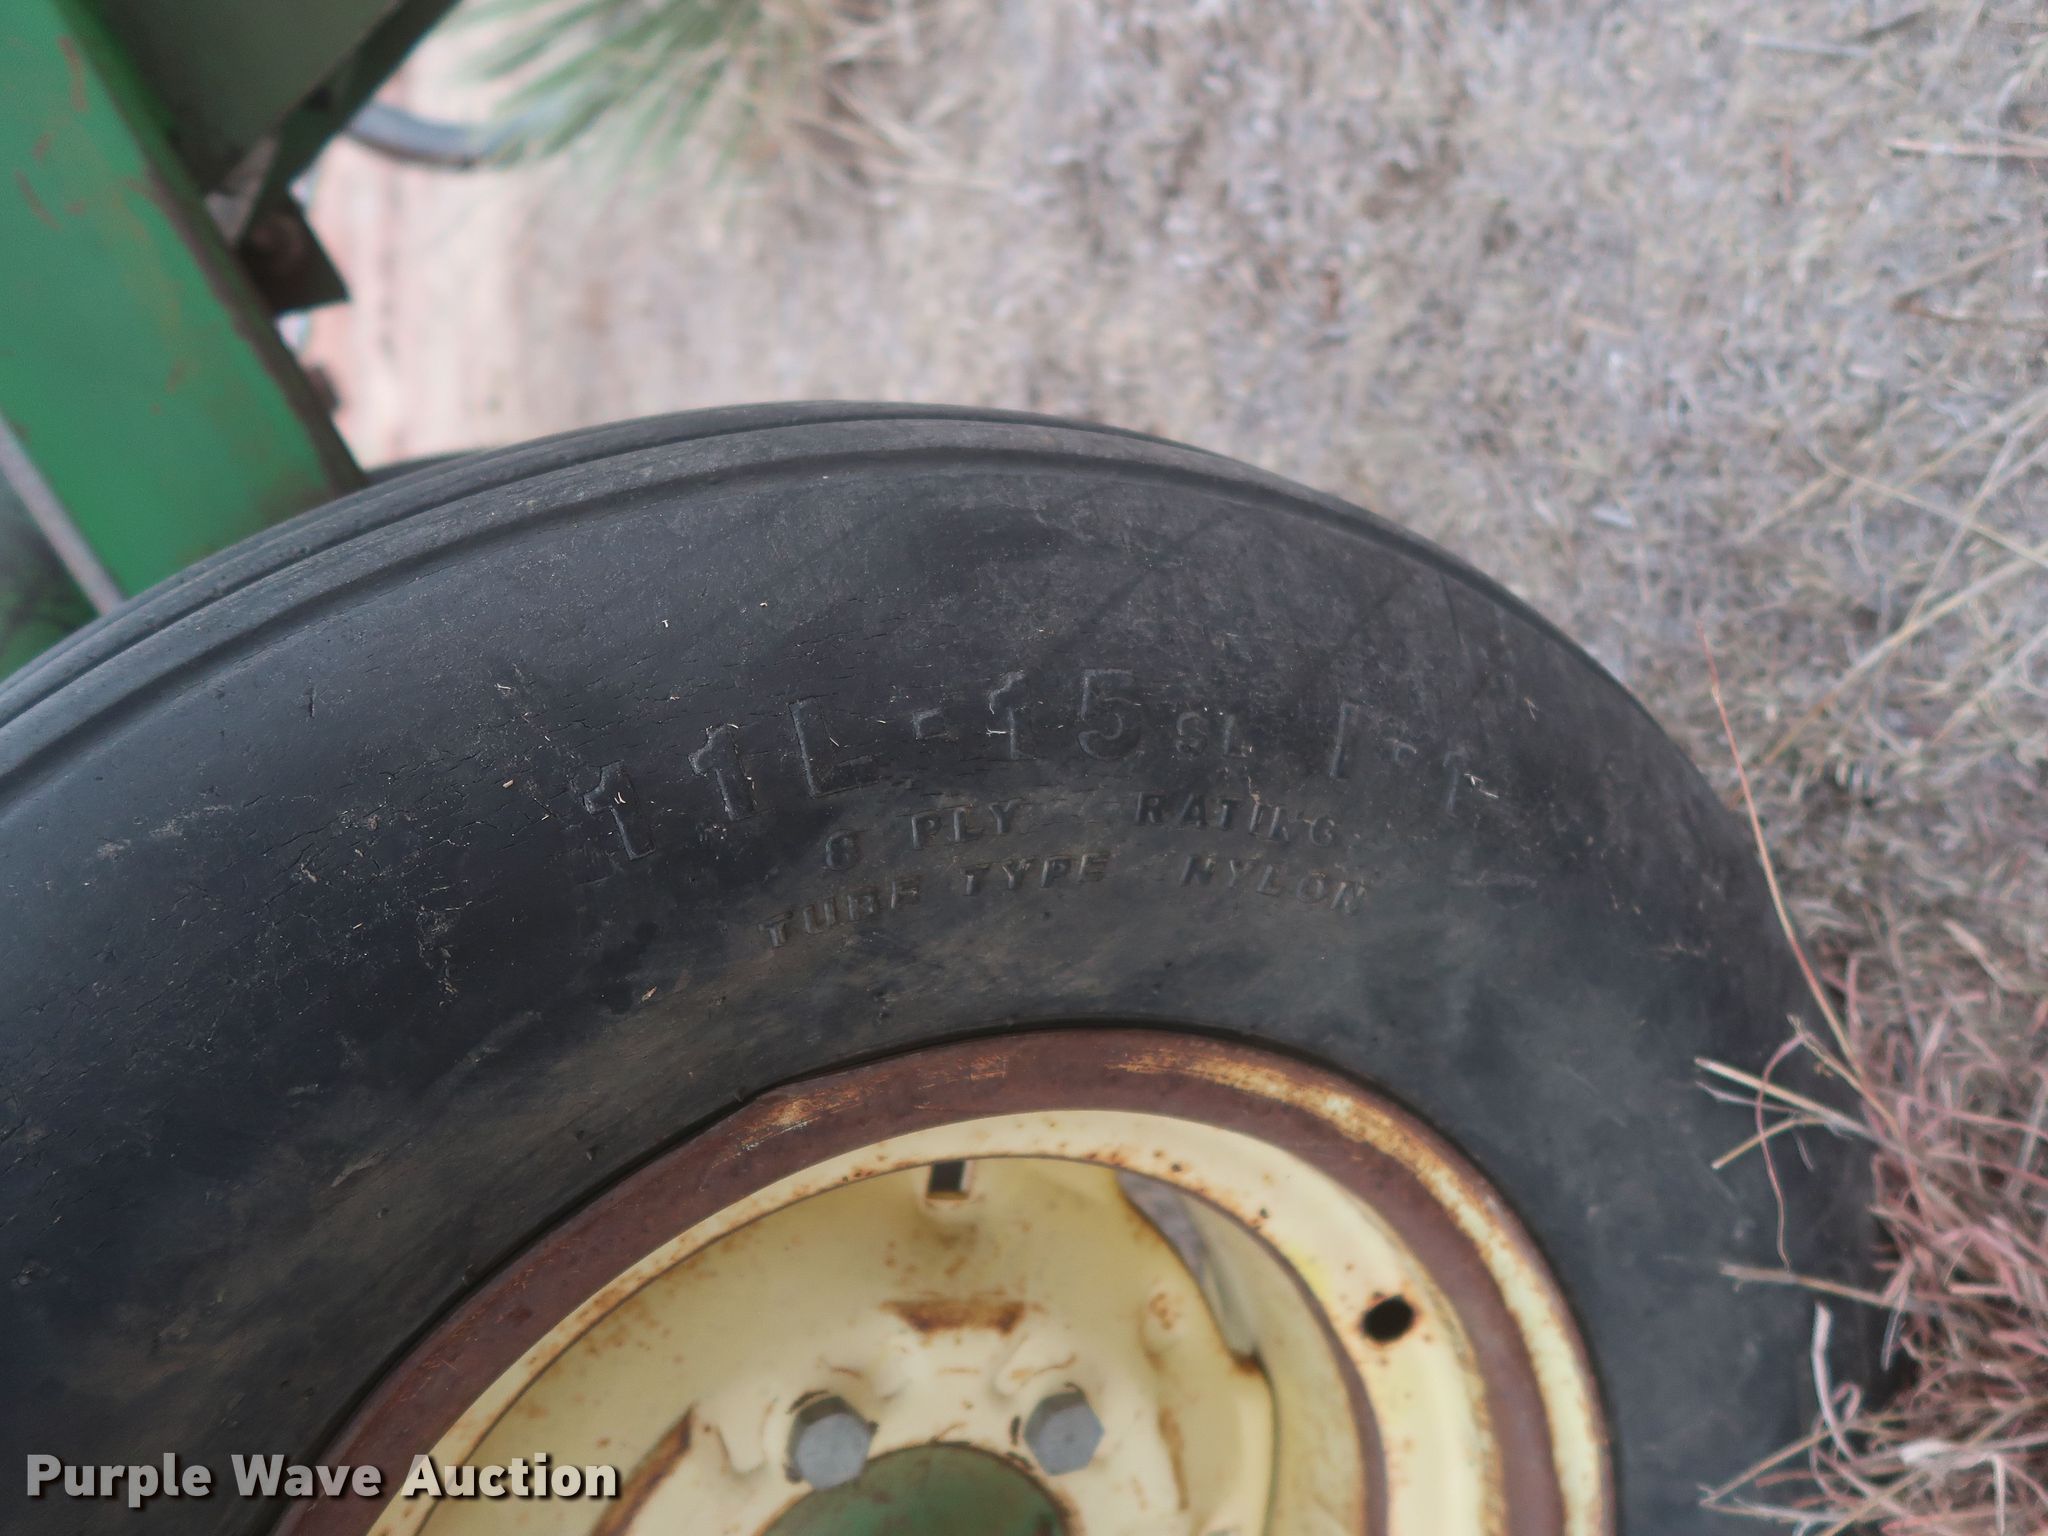 11L-15 SL I-1
8 PLY RATING
TUBE TYPE NYLON
Purple Wave Auction